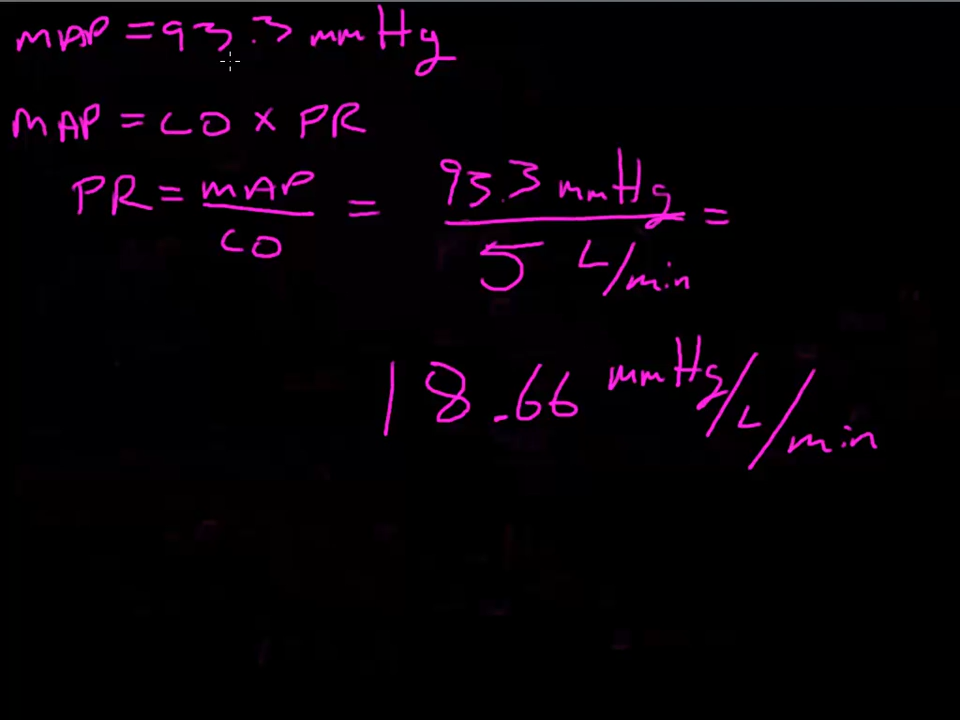 MAP = 93.3 mmHg
MAP = CO × PR
PR = MAP / CO = 93.3 mmHg / 5 L/min =
18.66 mmHg/L/min